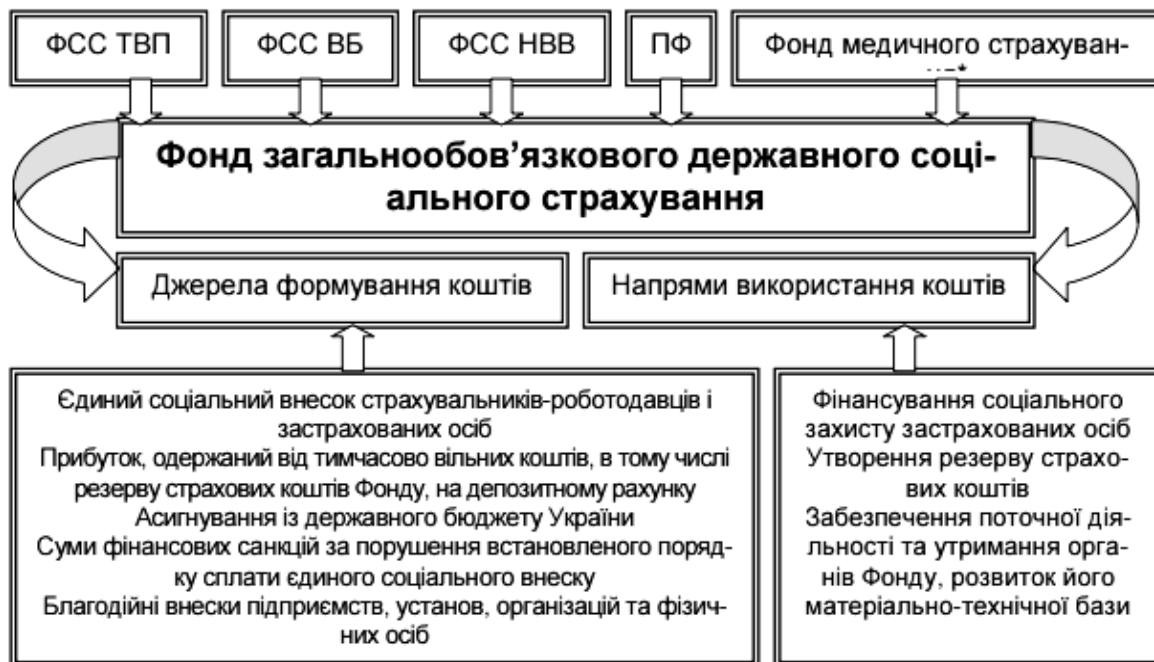 ФСС ТВП
ФСС ВБ
ФСС НВВ
ПФ
Фонд медичного страхуван-
Фонд загальнообов’язкового державного соці-
ального страхування
Джерела формування коштів
Напрями використання коштів
Єдиний соціальний внесок страхувальників-роботодавців і
застрахованих осіб
Прибуток, одержаний від тимчасово вільних коштів, в тому числі
резерву страхових коштів Фонду, на депозитному рахунку
Асигнування із державного бюджету України
Суми фінансових санкцій за порушення встановленого поряд-
ку сплати єдиного соціального внеску
Благодійні внески підприємств, установ, організацій та фізич-
них осіб
Фінансування соціального
захисту застрахованих осіб
Утворення резерву страхо-
вих коштів
Забезпечення поточної дія-
льності та утримання орга-
нів Фонду, розвиток його
матеріально-технічної бази